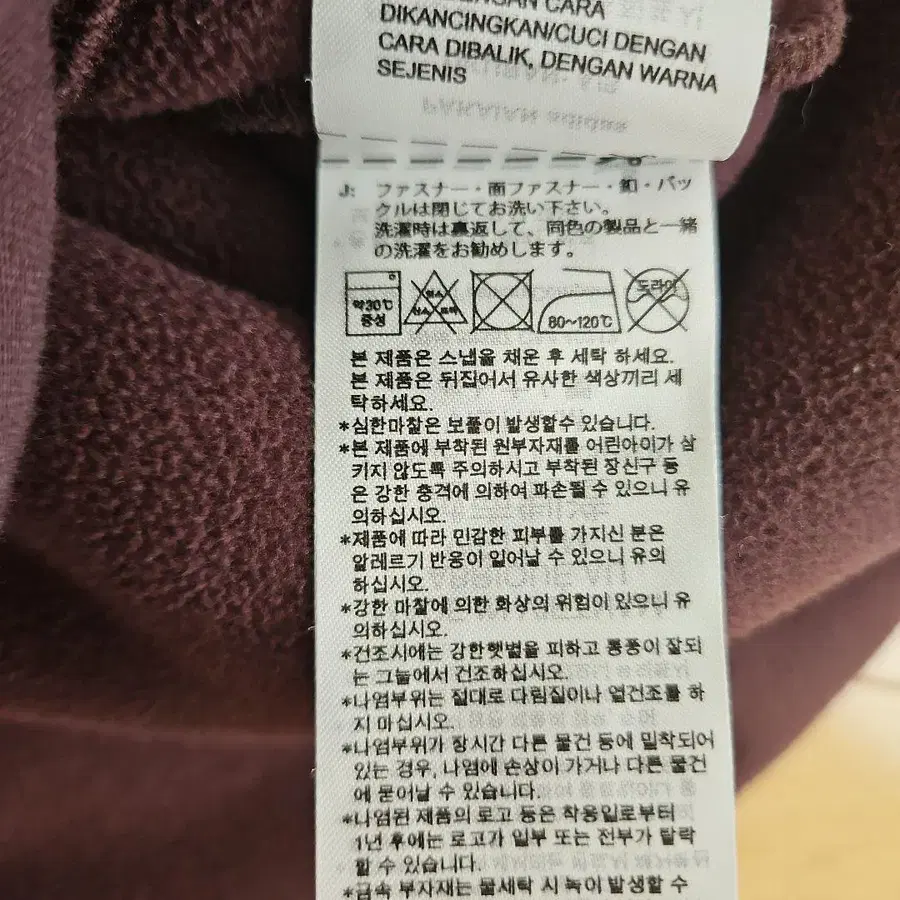 DENGAN CARA
DIKANCINGKAN/CUCI DENGAN
CARA DIBALIK, DENGAN WARNA
SEJENIS
J: ファスナー・面ファスナー・釦・バッ
クルは閉じてお洗い下さい。
洗濯時は裏返して、同色の製品と一緒
の洗濯をお勧めします。
약30℃
중성
80~120℃
드라이
본 제품은 스냅을 채운 후 세탁 하세요.
본 제품은 뒤집어서 유사한 색상끼리 세
탁하세요.
*심한마찰은 보풀이 발생할수 있습니다.
*본 제품에 부착된 원부자재를 어린아이가 삼
키지 않도록 주의하시고 부착된 장신구 등
은 강한 충격에 의하여 파손될 수 있으니 유
의하십시오.
*제품에 따라 민감한 피부를 가지신 분은
알레르기 반응이 일어날 수 있으니 유의
하십시오.
*강한 마찰에 의한 화상의 위험이 있으니 유
의하십시오.
*건조시에는 강한햇볕을 피하고 통풍이 잘되
는 그늘에서 건조하십시오.
*나염부위는 절대로 다림질이나 열건조를 하
지 마십시오.
*나염부위가 장시간 다른 물건 등에 밀착되어
있는 경우, 나염에 손상이 가거나 다른 물건
에 묻어날 수 있습니다.
*나염된 제품의 로고 등은 착용일로부터
1년 후에는 로고가 일부 또는 전부가 탈락
할 수 있습니다.
*금속 부자재는 물세탁 시 녹이 발생할 수